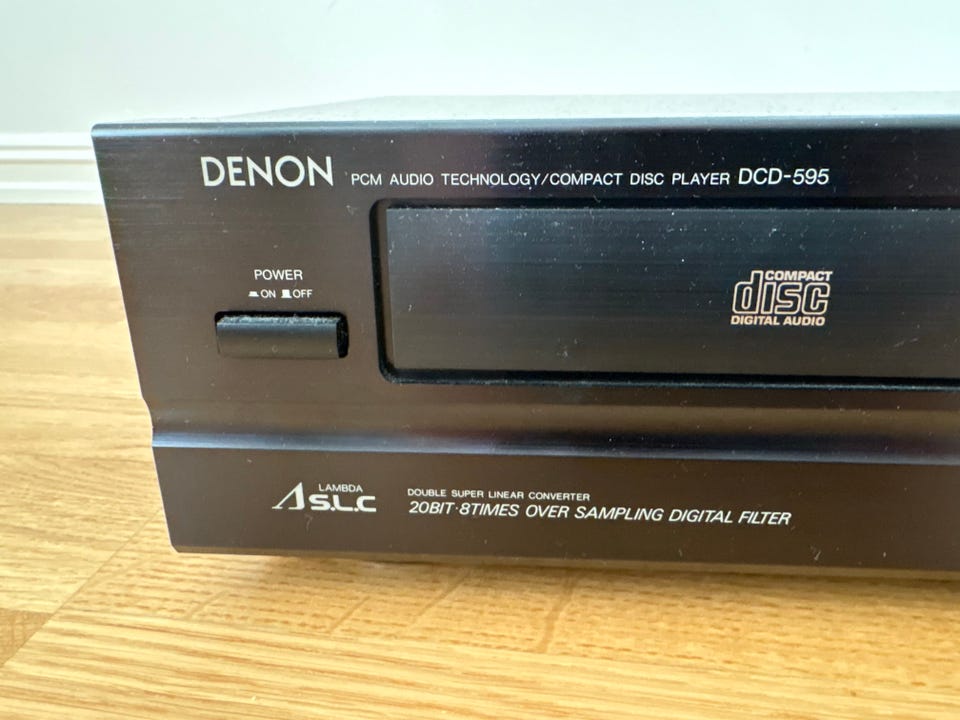 DENON PCM AUDIO TECHNOLOGY/COMPACT DISC PLAYER DCD-595
POWER
ON OFF
COMPACT
disc
DIGITAL AUDIO
LAMBDA
S.L.C
DOUBLE SUPER LINEAR CONVERTER
20BIT·8TIMES OVER SAMPLING DIGITAL FILTER